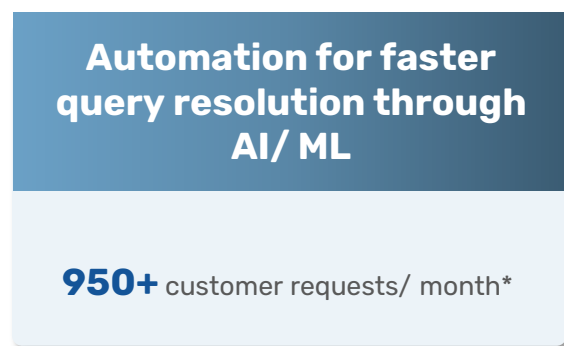 Automation for faster
query resolution through
AI/ ML
950+ customer requests/ month*